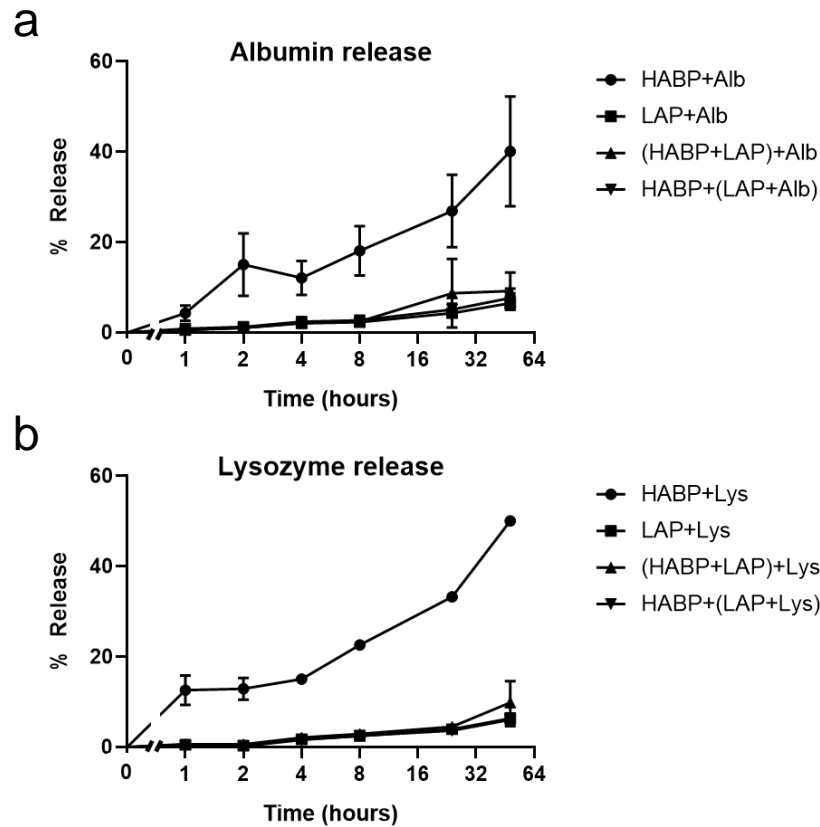 a
Albumin release
60
40
20
0
% Release
0 1 2 4 8 16 32 64
Time (hours)
HABP+Alb
LAP+Alb
(HABP+LAP)+Alb
HABP+(LAP+Alb)
b
Lysozyme release
60
40
20
0
% Release
0 1 2 4 8 16 32 64
Time (hours)
HABP+Lys
LAP+Lys
(HABP+LAP)+Lys
HABP+(LAP+Lys)